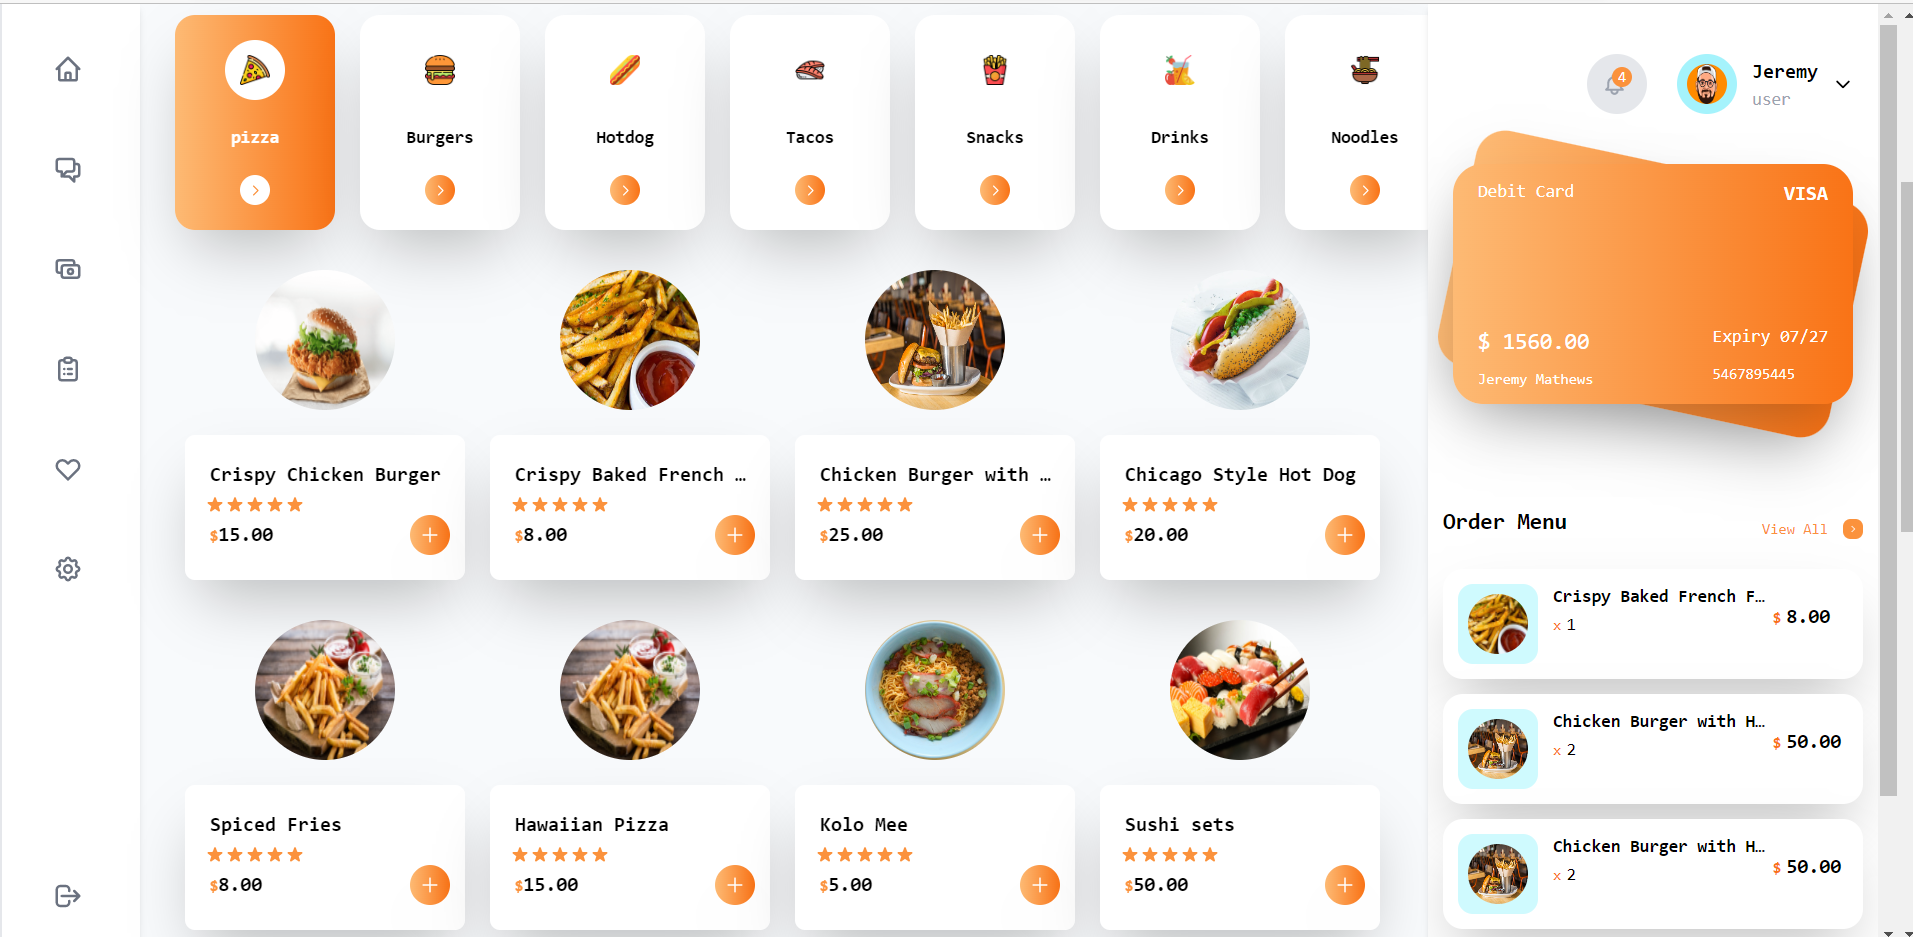 pizza
Burgers
Hotdog
Tacos
Snacks
Drinks
Noodles
4
Jeremy
user
Debit Card
VISA
$ 1560.00
Expiry 07/27
Jeremy Mathews
5467895445
Crispy Chicken Burger
$15.00
Crispy Baked French ...
$8.00
Chicken Burger with ...
$25.00
Chicago Style Hot Dog
$20.00
Spiced Fries
$8.00
Hawaiian Pizza
$15.00
Kolo Mee
$5.00
Sushi sets
$50.00
Order Menu
View All
Crispy Baked French F...
x 1
$ 8.00
Chicken Burger with H...
x 2
$ 50.00
Chicken Burger with H...
x 2
$ 50.00